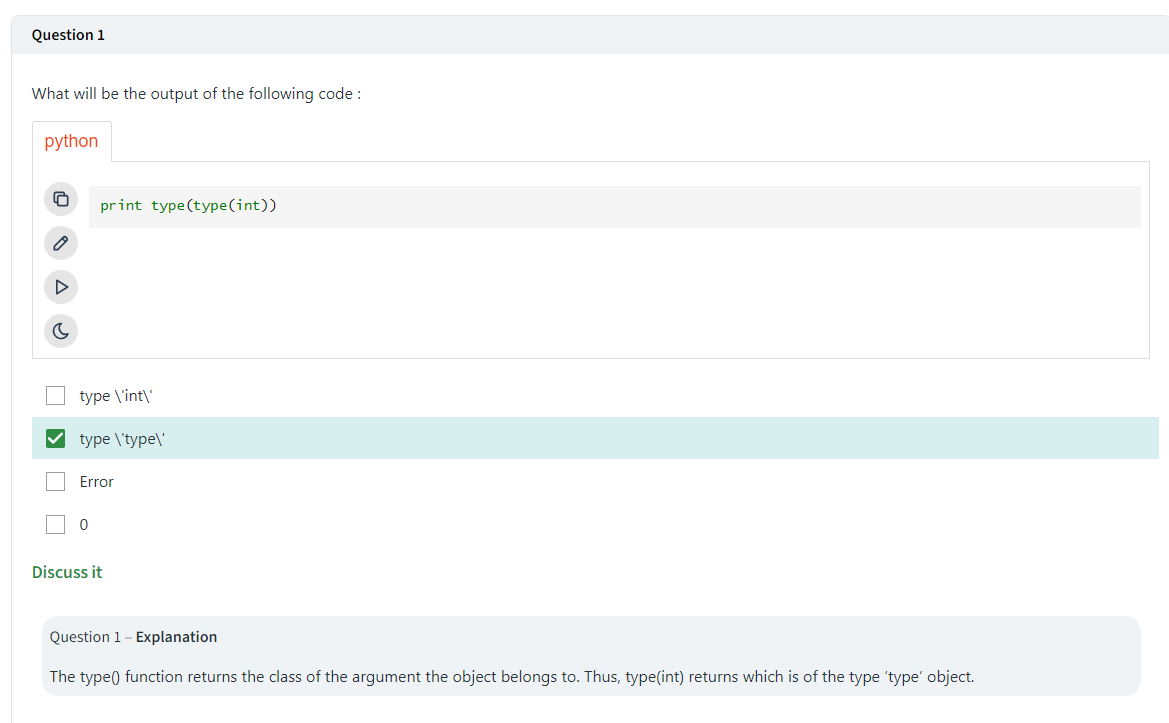 Question 1
What will be the output of the following code :
python
print type(type(int))
type \'int\'
type \'type\'
Error
0
Discuss it
Question 1 – Explanation
The type() function returns the class of the argument the object belongs to. Thus, type(int) returns which is of the type ‘type’ object.